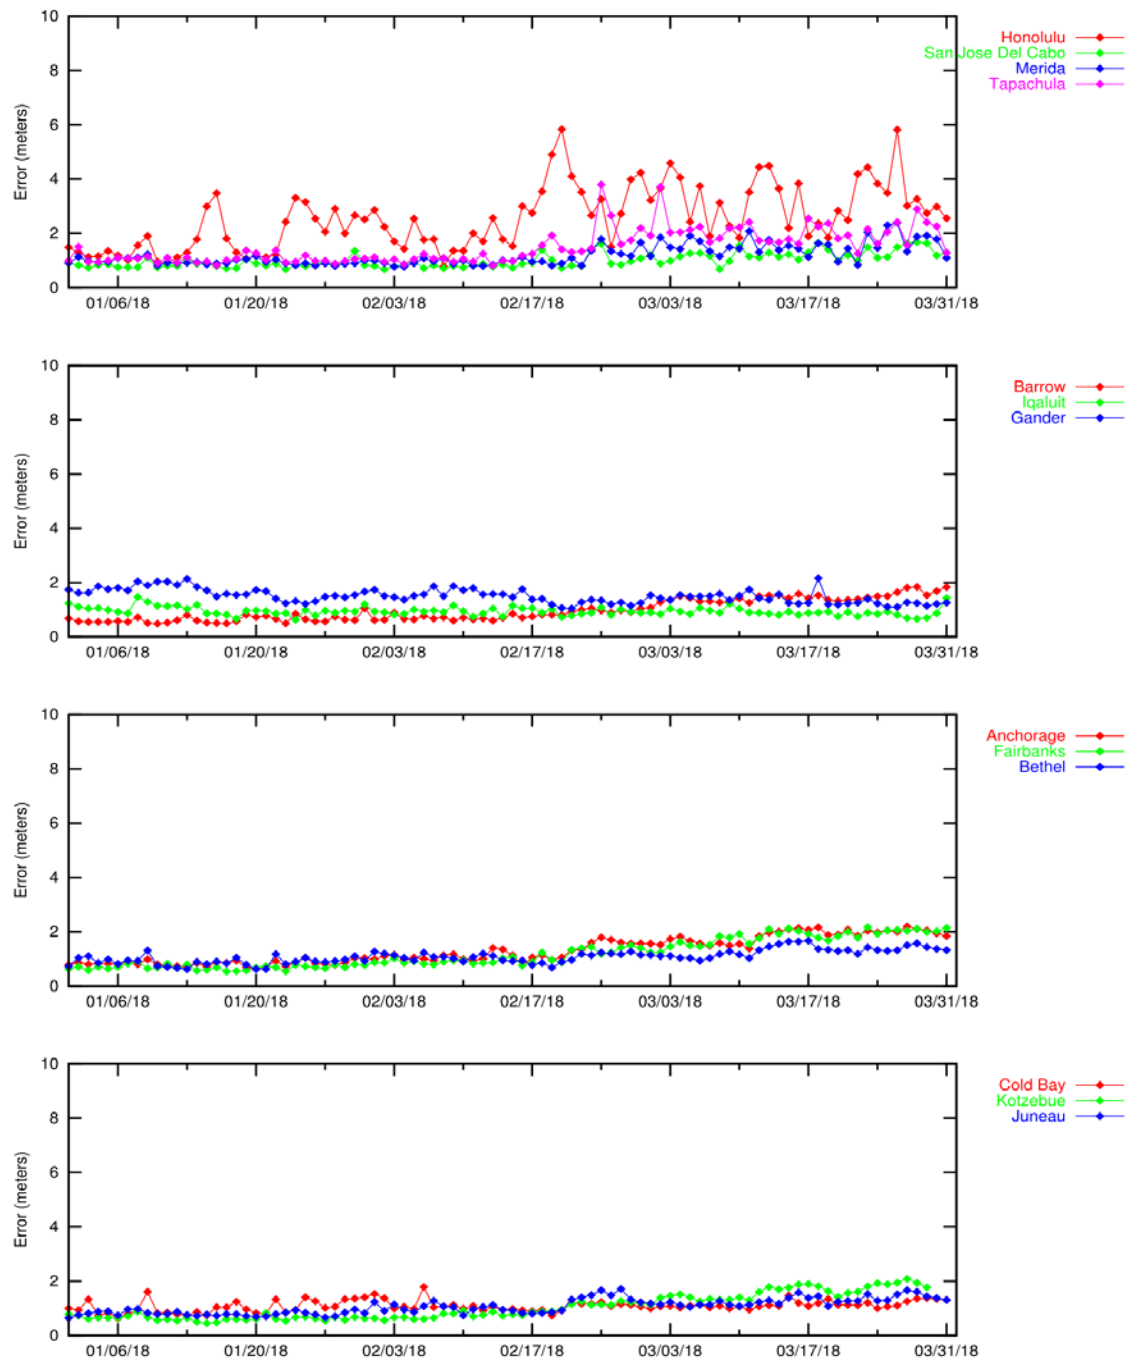 10
8
6
4
2
0
Error (meters)
Honolulu
San Jose Del Cabo
Merida
Tapachula
01/06/18 01/20/18 02/03/18 02/17/18 03/03/18 03/17/18 03/31/18
10
8
6
4
2
0
Error (meters)
Barrow
Iqaluit
Gander
01/06/18 01/20/18 02/03/18 02/17/18 03/03/18 03/17/18 03/31/18
10
8
6
4
2
0
Error (meters)
Anchorage
Fairbanks
Bethel
01/06/18 01/20/18 02/03/18 02/17/18 03/03/18 03/17/18 03/31/18
10
8
6
4
2
0
Error (meters)
Cold Bay
Kotzebue
Juneau
01/06/18 01/20/18 02/03/18 02/17/18 03/03/18 03/17/18 03/31/18